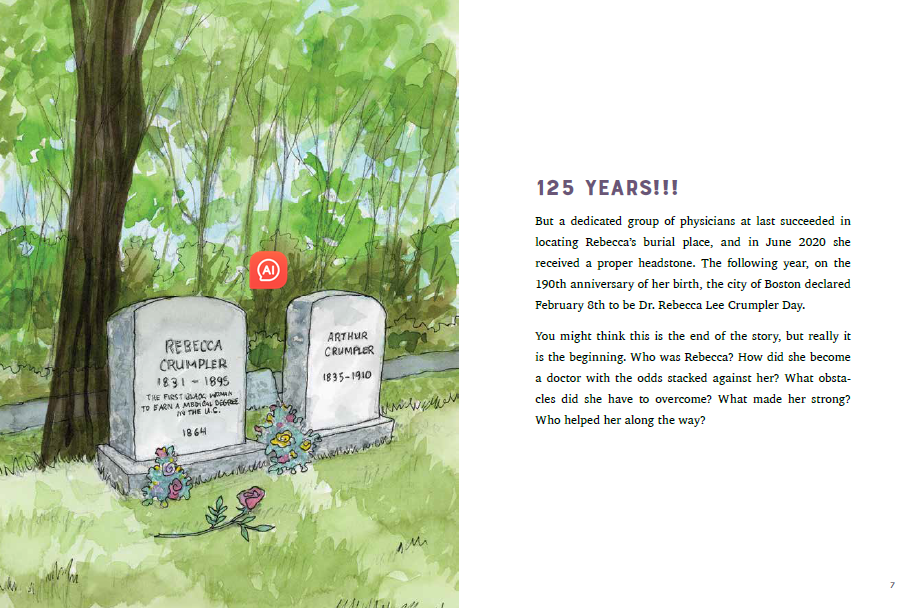 AI
REBECCA
CRUMPLER
1831 - 1895
THE FIRST BLACK WOMAN
TO EARN A MEDICAL DEGREE
IN THE U.C.
1864
ARTHUR
CRUMPLER
1835-1910
125 YEARS!!!
But a dedicated group of physicians at last succeeded in
locating Rebecca’s burial place, and in June 2020 she
received a proper headstone. The following year, on the
190th anniversary of her birth, the city of Boston declared
February 8th to be Dr. Rebecca Lee Crumpler Day.
You might think this is the end of the story, but really it
is the beginning. Who was Rebecca? How did she become
a doctor with the odds stacked against her? What obsta-
cles did she have to overcome? What made her strong?
Who helped her along the way?
7